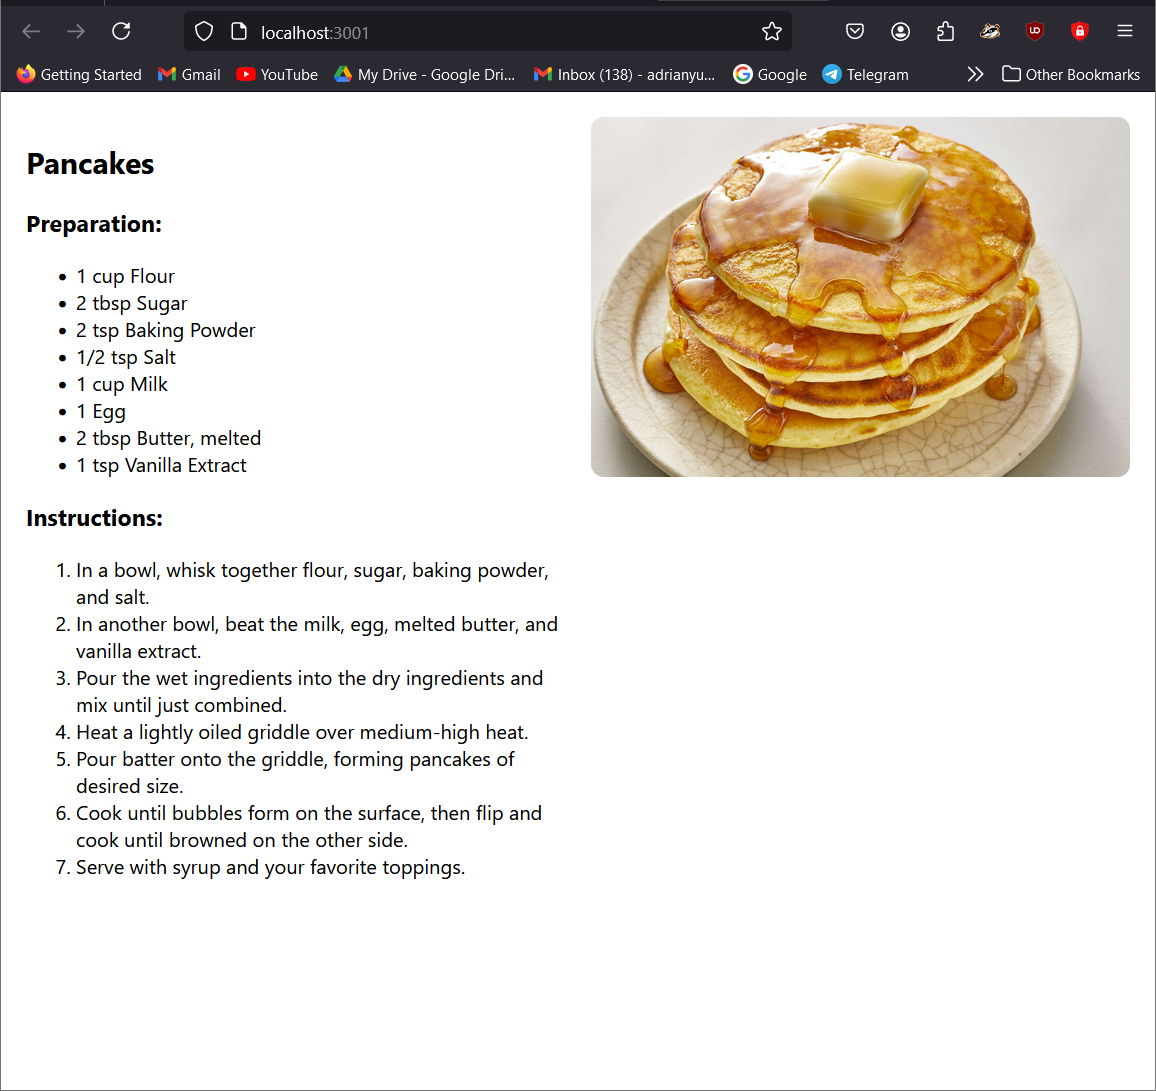 localhost:3001
Getting Started Gmail YouTube My Drive - Google Dri... Inbox (138) - adrianyu... Google Telegram Other Bookmarks
Pancakes
Preparation:
• 1 cup Flour
• 2 tbsp Sugar
• 2 tsp Baking Powder
• 1/2 tsp Salt
• 1 cup Milk
• 1 Egg
• 2 tbsp Butter, melted
• 1 tsp Vanilla Extract
Instructions:
1. In a bowl, whisk together flour, sugar, baking powder,
and salt.
2. In another bowl, beat the milk, egg, melted butter, and
vanilla extract.
3. Pour the wet ingredients into the dry ingredients and
mix until just combined.
4. Heat a lightly oiled griddle over medium-high heat.
5. Pour batter onto the griddle, forming pancakes of
desired size.
6. Cook until bubbles form on the surface, then flip and
cook until browned on the other side.
7. Serve with syrup and your favorite toppings.